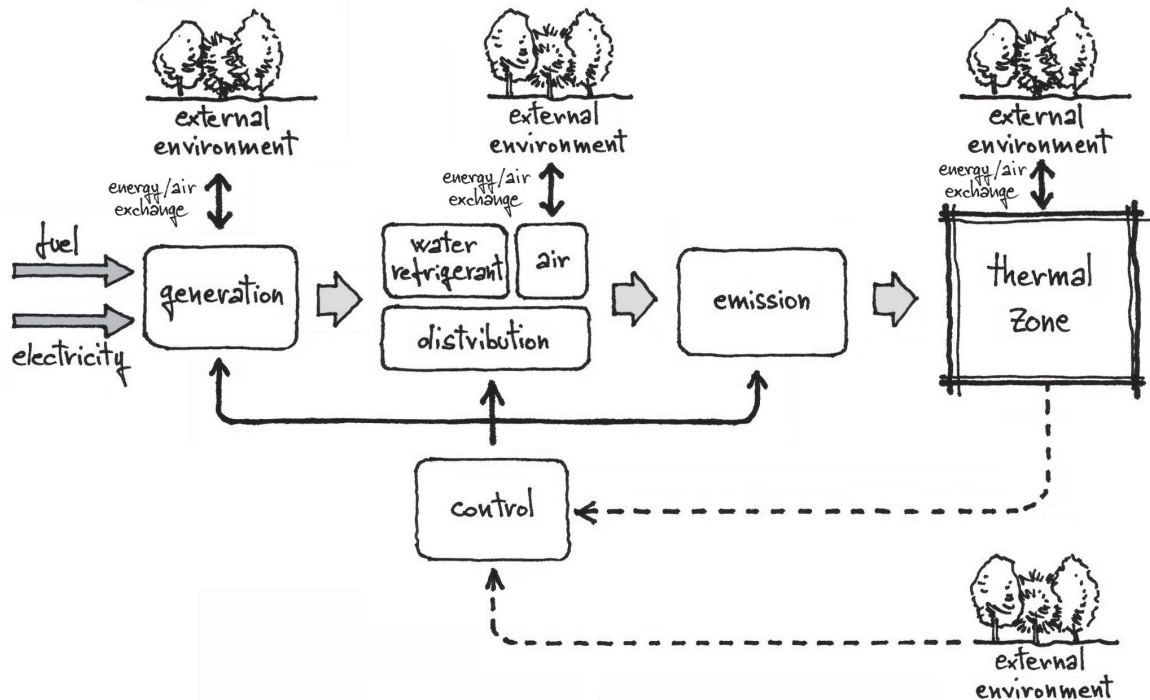 external
environment
external
environment
external
environment
energy/air
exchange
energy/air
exchange
energy/air
exchange
fuel
electricity
generation
water
refrigerant
air
distribution
emission
thermal
zone
control
external
environment